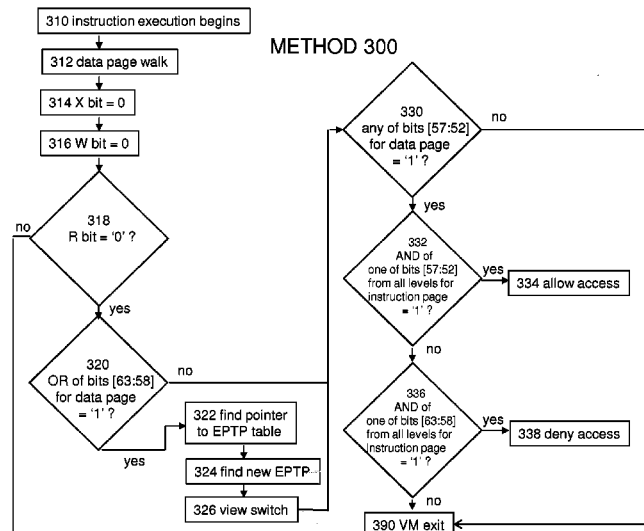 METHOD 300
310 instruction execution begins
312 data page walk
314 X bit = 0
316 W bit = 0
318
R bit = '0' ?
no
yes
320
OR of bits [63:58]
for data page
= '1' ?
no
yes
322 find pointer
to EPTP table
324 find new EPTP
326 view switch
330
any of bits [57:52]
for data page
= '1' ?
no
yes
332
AND of
one of bits [57:52]
from all levels for
instruction page
= '1' ?
yes
334 allow access
no
336
AND of
one of bits [63:58]
from all levels for
instruction page
= '1' ?
yes
338 deny access
no
390 VM exit